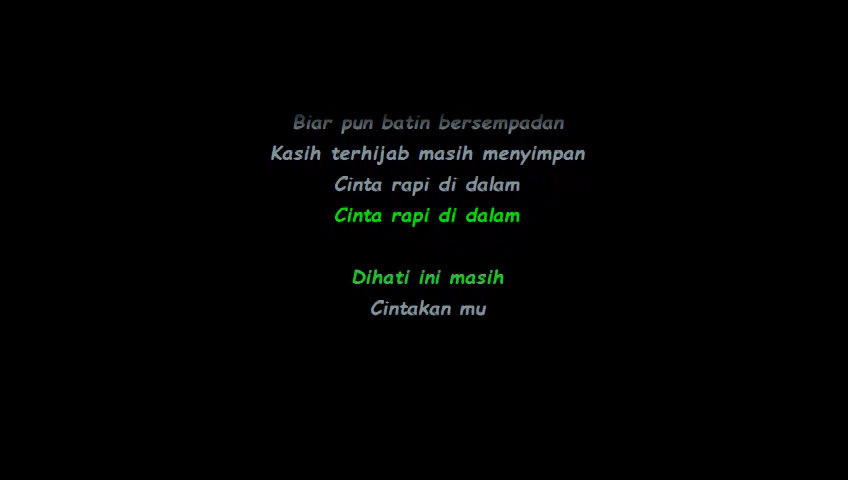 Biar pun batin bersempadan
Kasih terhijab masih menyimpan
Cinta rapi di dalam
Cinta rapi di dalam
Dihati ini masih
Cintakan mu